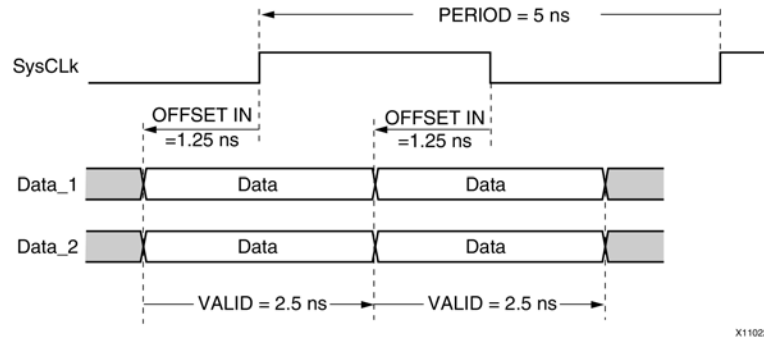 PERIOD = 5 ns
SysCLk
OFFSET IN
=1.25 ns
OFFSET IN
=1.25 ns
Data_1
Data
Data
Data_2
Data
Data
VALID = 2.5 ns
VALID = 2.5 ns